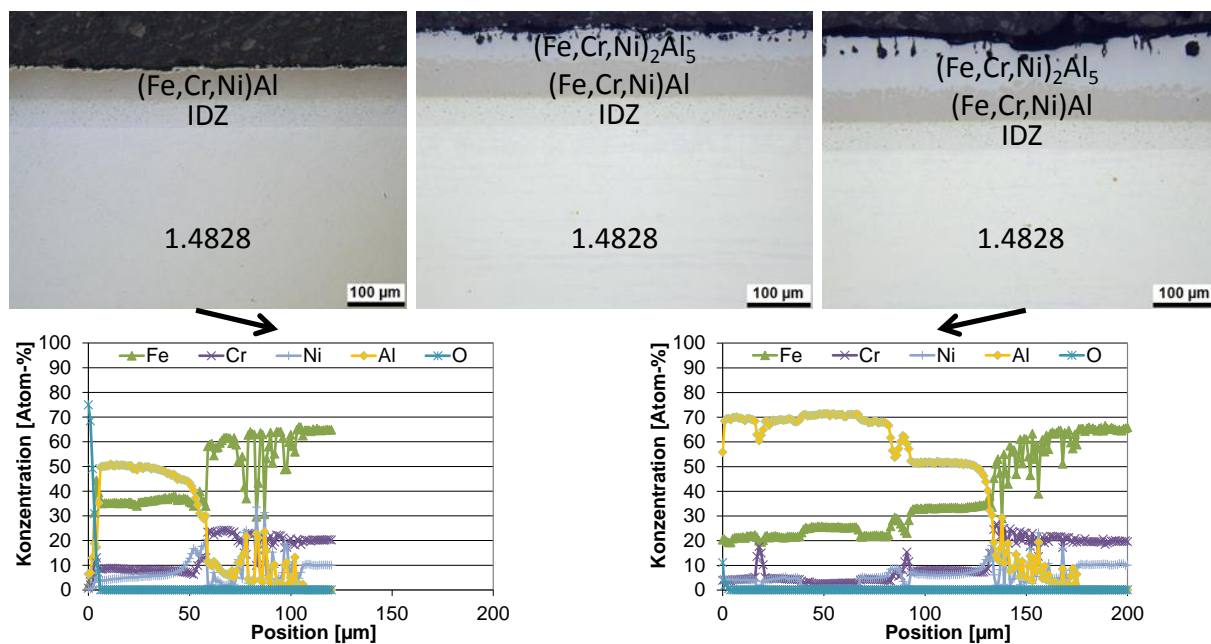 (Fe,Cr,Ni)Al
IDZ
1.4828
100 µm
(Fe,Cr,Ni)₂Al₅
(Fe,Cr,Ni)Al
IDZ
1.4828
100 µm
(Fe,Cr,Ni)₂Al₅
(Fe,Cr,Ni)Al
IDZ
1.4828
100 µm
Konzentration [Atom-%]
100
90
80
70
60
50
40
30
20
10
0
Fe Cr Ni Al O
0 50 100 150 200
Position [µm]
Konzentration [Atom-%]
100
90
80
70
60
50
40
30
20
10
0
Fe Cr Ni Al O
0 50 100 150 200
Position [µm]